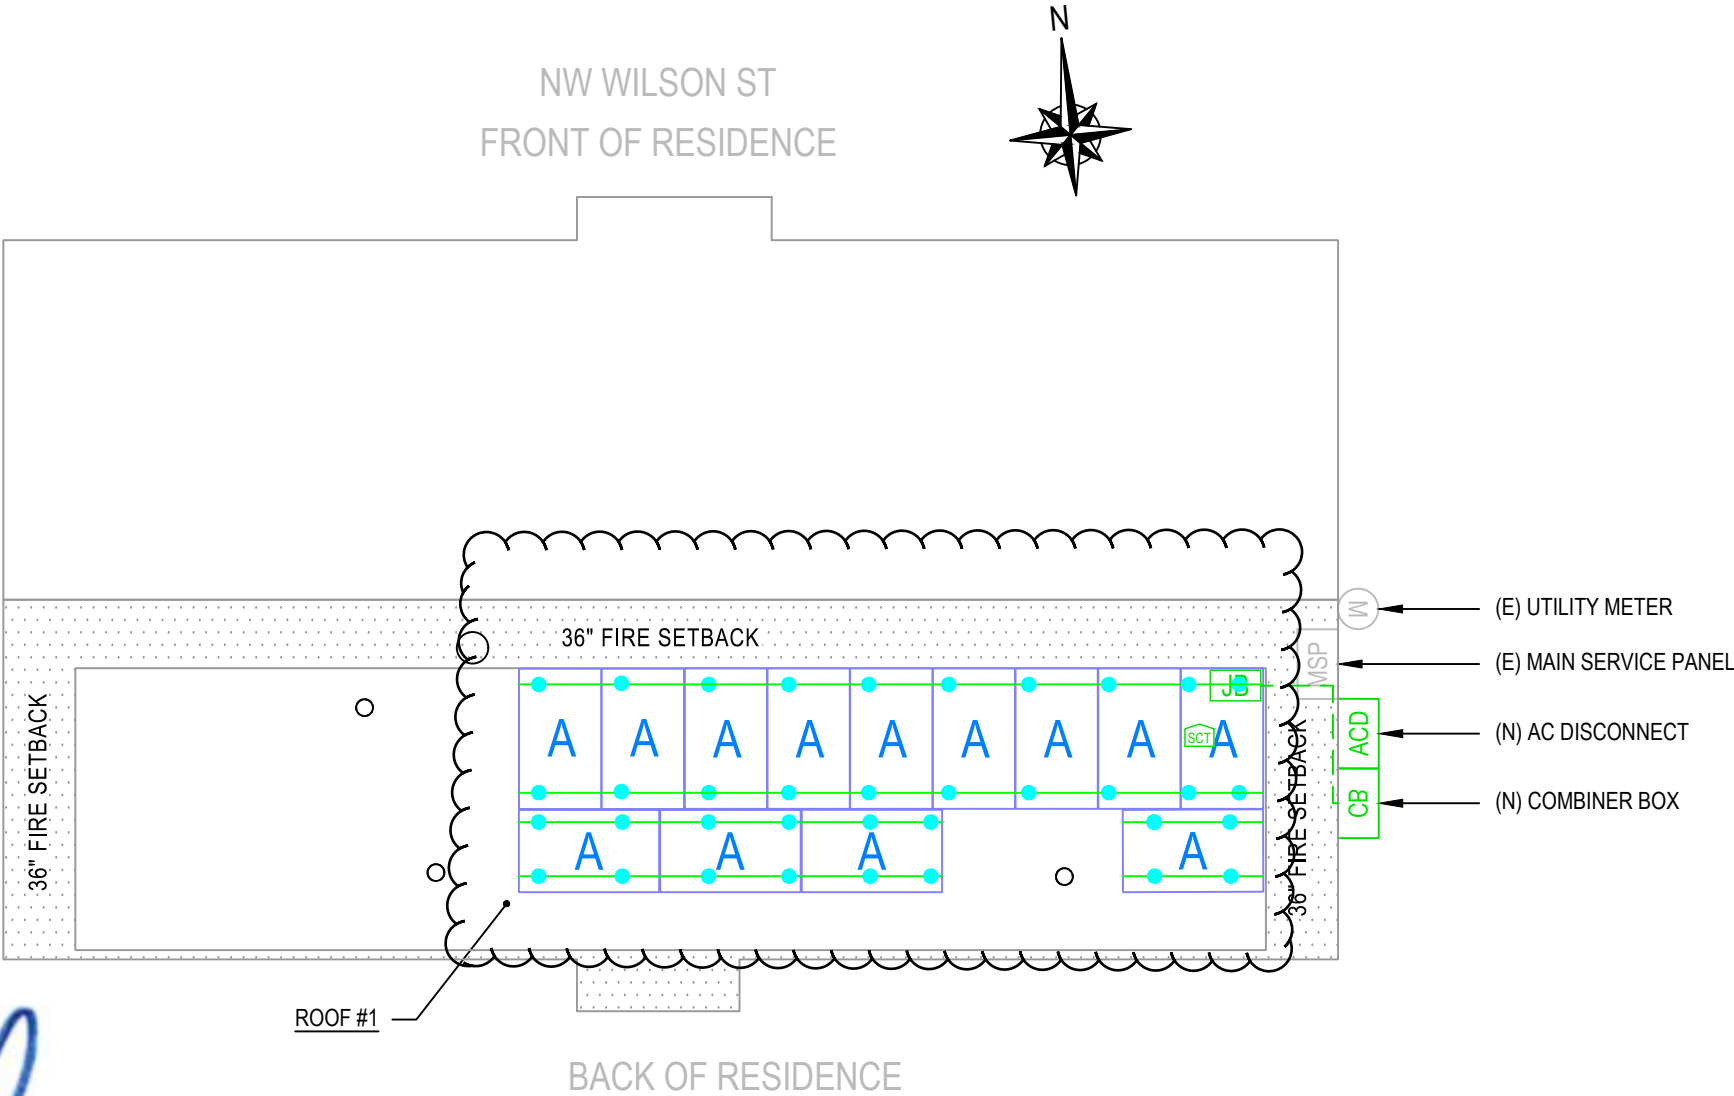 N
NW WILSON ST
FRONT OF RESIDENCE
M
(E) UTILITY METER
36" FIRE SETBACK
MSP
(E) MAIN SERVICE PANEL
JB
36" FIRE SETBACK
A A A A A A A A SCT A
36" FIRE SETBACK
ACD
(N) AC DISCONNECT
CB
(N) COMBINER BOX
A A A A
ROOF #1
BACK OF RESIDENCE